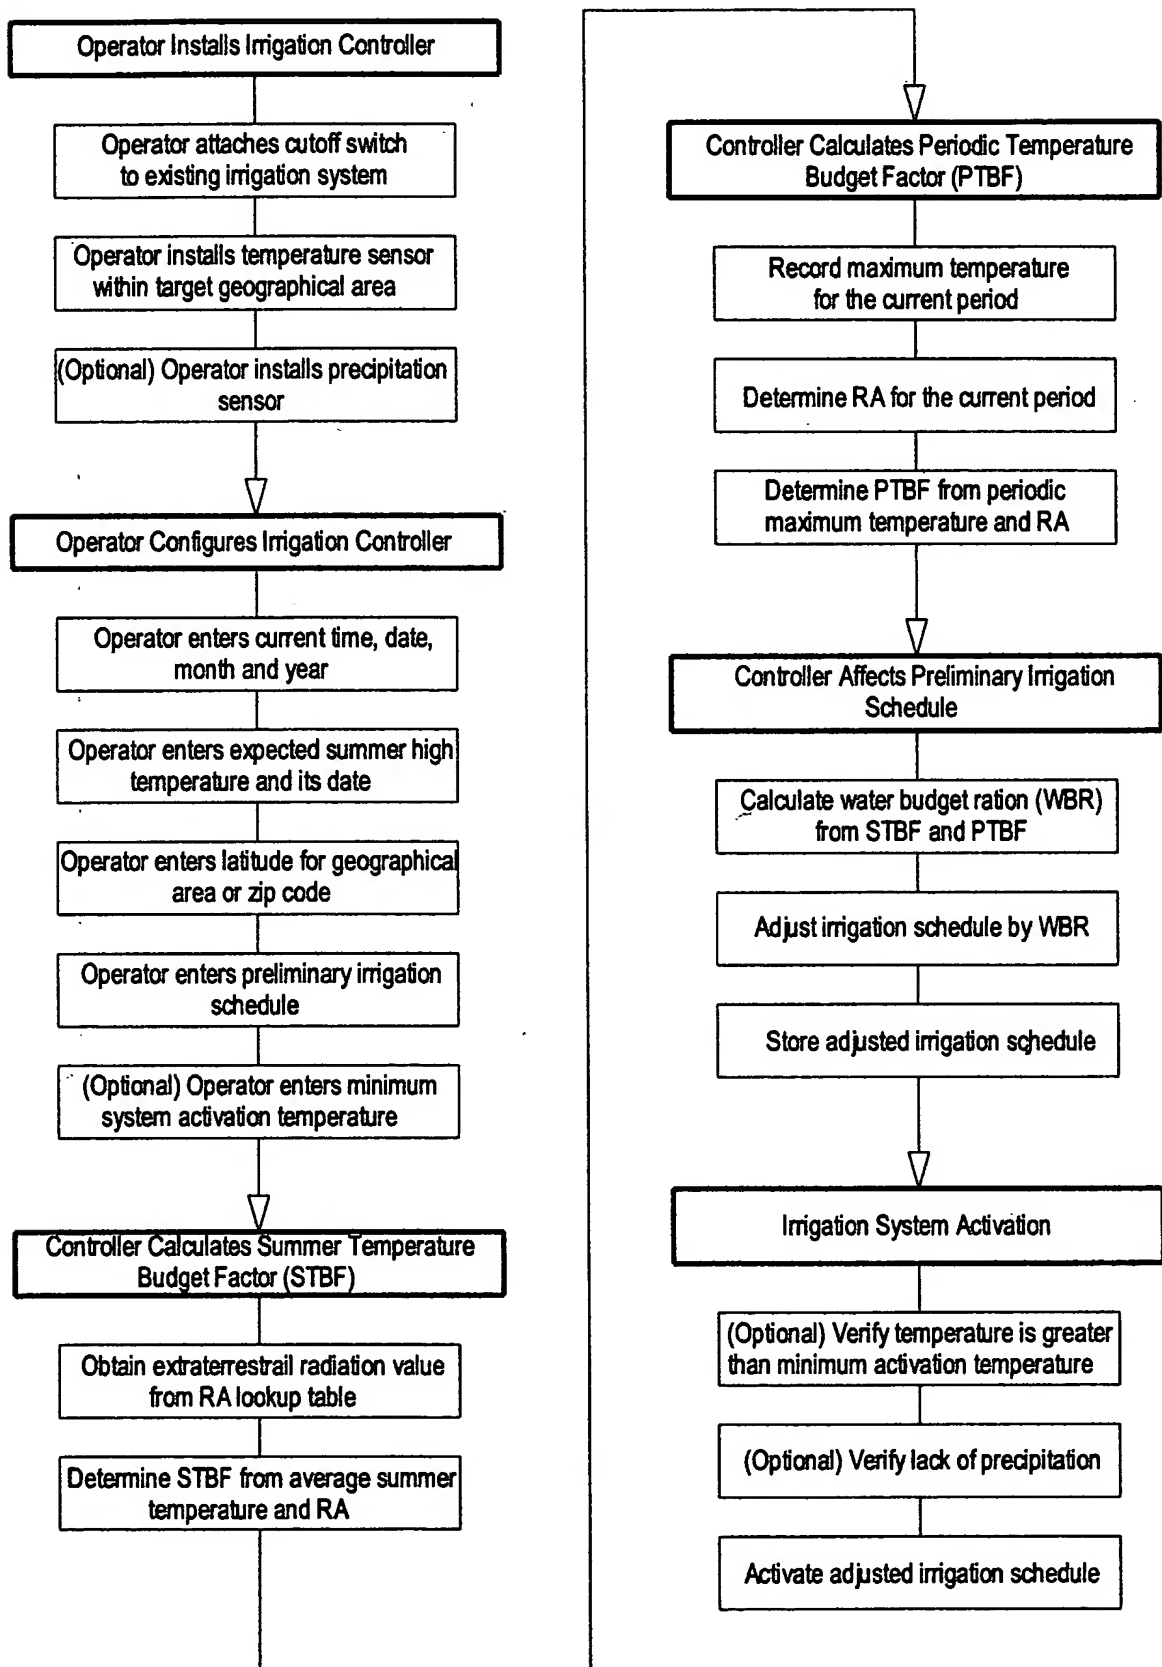 Operator Installs Irrigation Controller
Operator attaches cutoff switch
to existing irrigation system
Operator installs temperature sensor
within target geographical area
(Optional) Operator installs precipitation
sensor
Operator Configures Irrigation Controller
Operator enters current time, date,
month and year
Operator enters expected summer high
temperature and its date
Operator enters latitude for geographical
area or zip code
Operator enters preliminary irrigation
schedule
(Optional) Operator enters minimum
system activation temperature
Controller Calculates Summer Temperature
Budget Factor (STBF)
Obtain extraterrestrail radiation value
from RA lookup table
Determine STBF from average summer
temperature and RA
Controller Calculates Periodic Temperature
Budget Factor (PTBF)
Record maximum temperature
for the current period
Determine RA for the current period
Determine PTBF from periodic
maximum temperature and RA
Controller Affects Preliminary Irrigation
Schedule
Calculate water budget ration (WBR)
from STBF and PTBF
Adjust irrigation schedule by WBR
Store adjusted irrigation schedule
Irrigation System Activation
(Optional) Verify temperature is greater
than minimum activation temperature
(Optional) Verify lack of precipitation
Activate adjusted irrigation schedule